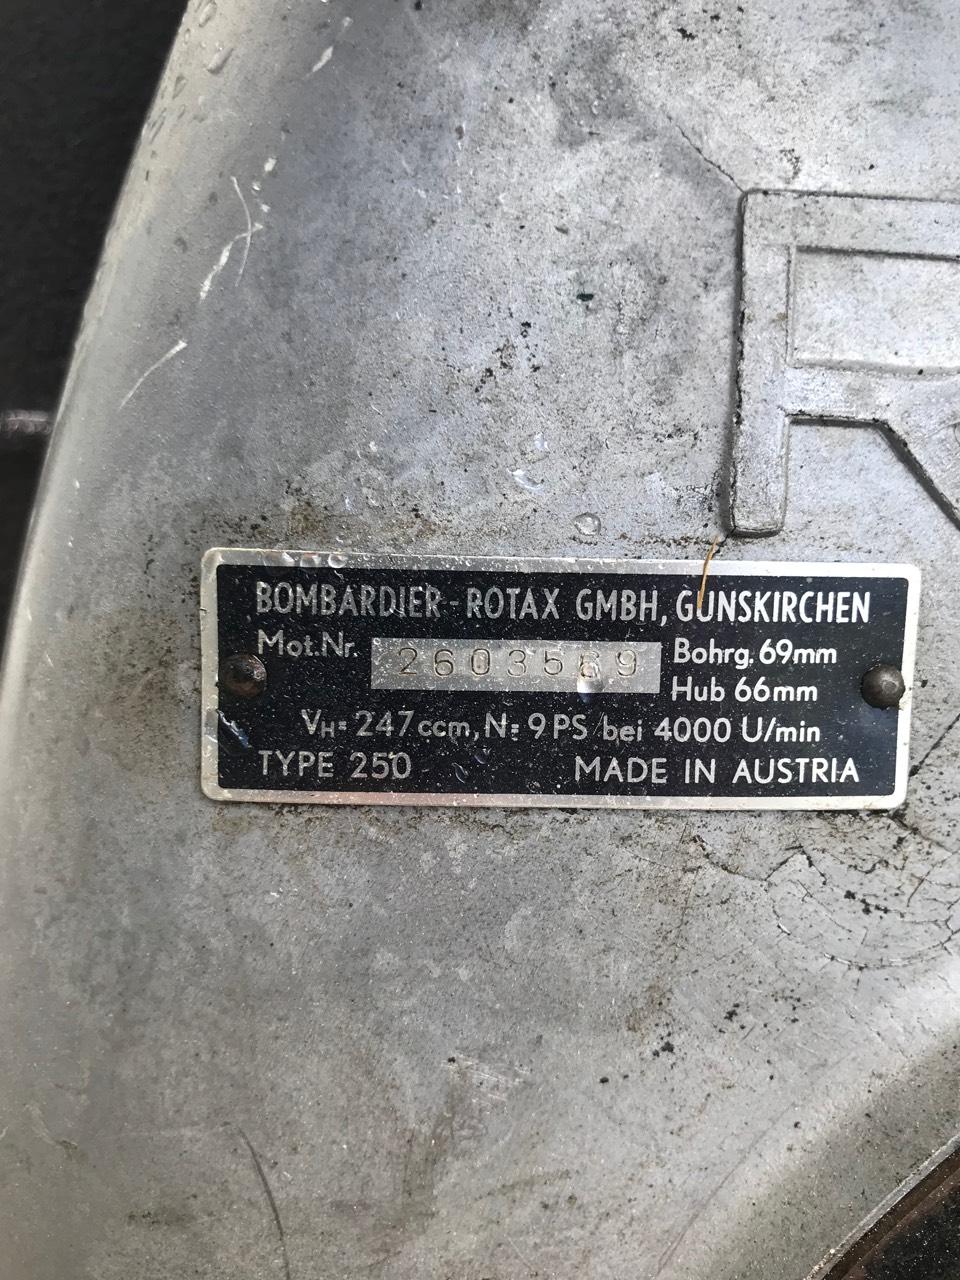 R
BOMBARDIER-ROTAX GMBH, GUNSKIRCHEN
Mot.Nr. 2603569 Bohrg. 69mm
Hub 66mm
VH= 247 ccm, N= 9 PS bei 4000 U/min
TYPE 250 MADE IN AUSTRIA